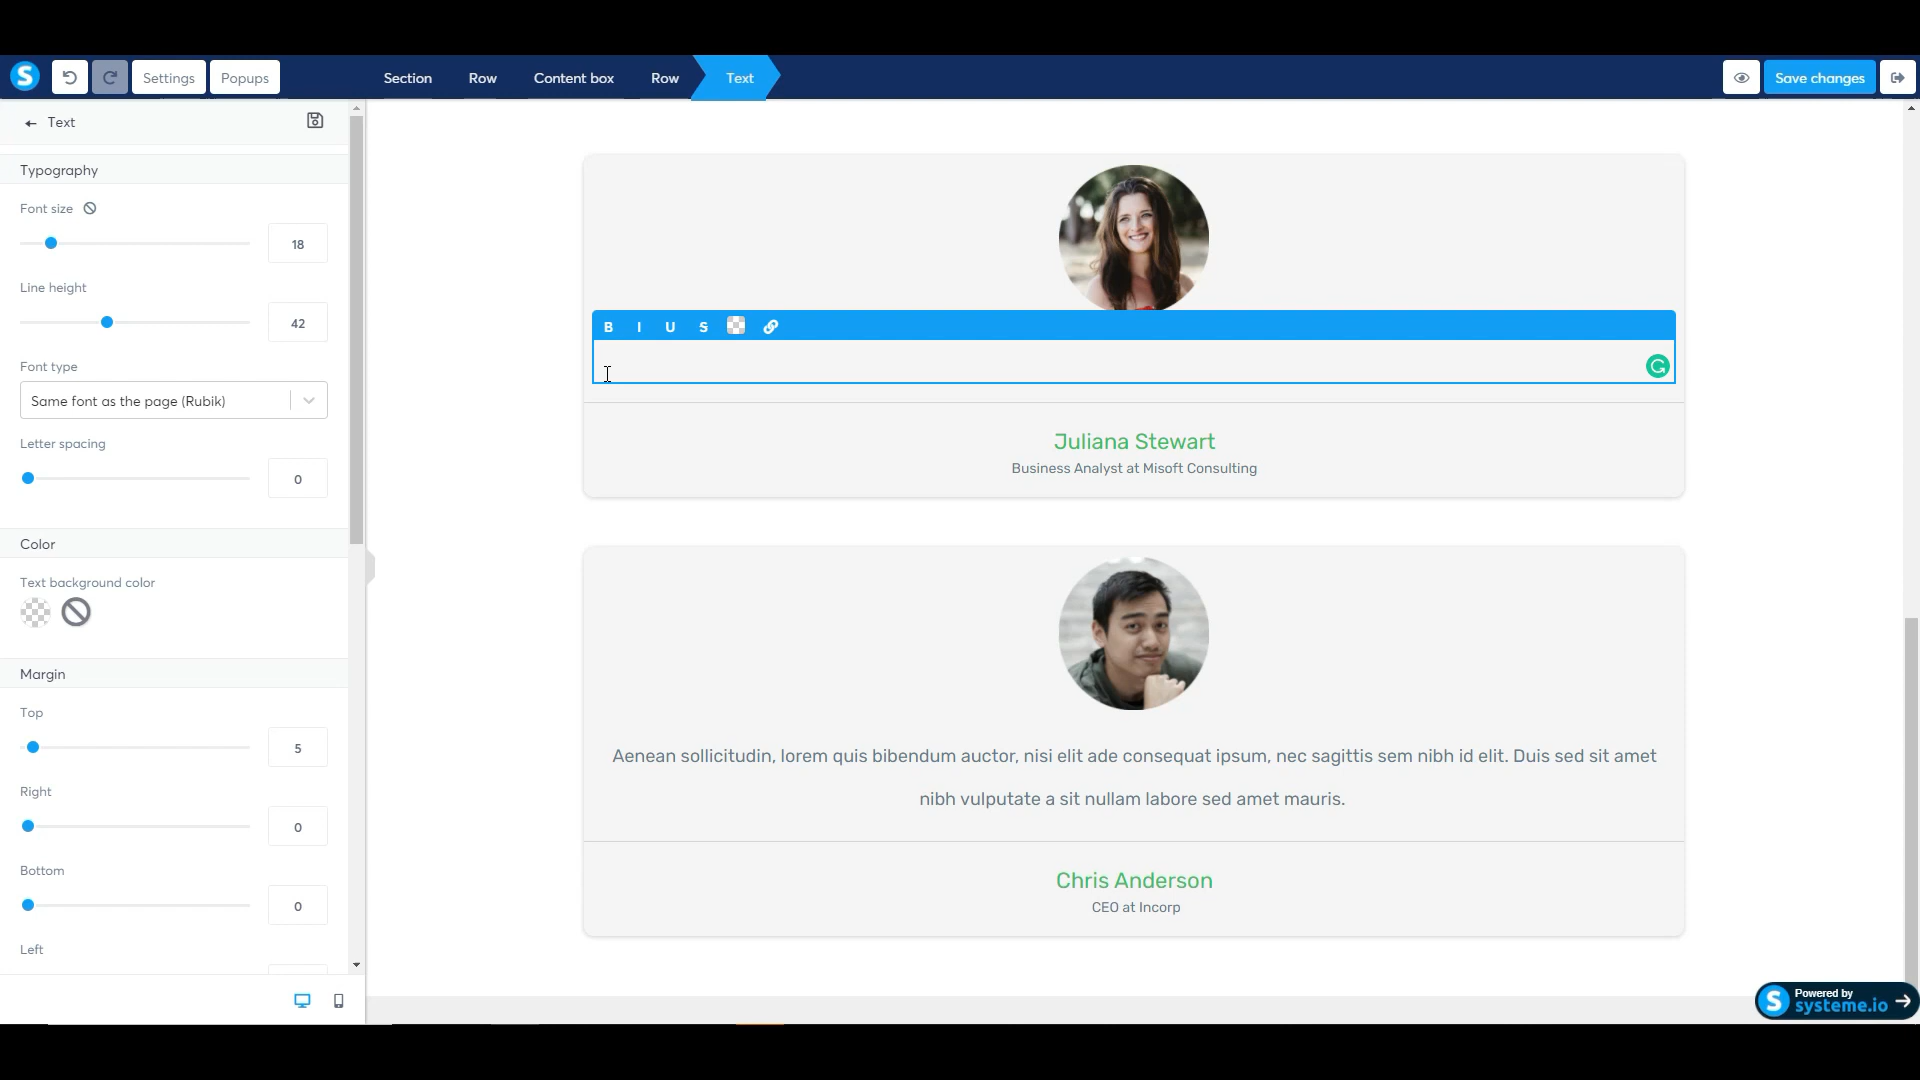 S Settings Popups Section Row Content box Row Text Save changes
Text
Typography
Font size
18
Line height
42
Font type
Same font as the page (Rubik)
Letter spacing
0
Color
Text background color
Margin
Top
5
Right
0
Bottom
0
Left
B I U S
Juliana Stewart
Business Analyst at Misoft Consulting
Aenean sollicitudin, lorem quis bibendum auctor, nisi elit ade consequat ipsum, nec sagittis sem nibh id elit. Duis sed sit amet
nibh vulputate a sit nullam labore sed amet mauris.
Chris Anderson
CEO at Incorp
S Powered by
systeme.io